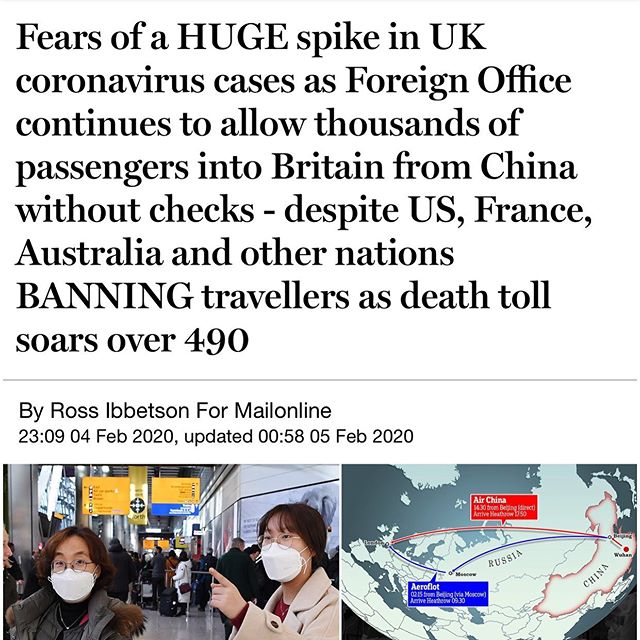 Fears of a HUGE spike in UK
coronavirus cases as Foreign Office
continues to allow thousands of
passengers into Britain from China
without checks - despite US, France,
Australia and other nations
BANNING travellers as death toll
soars over 490
By Ross Ibbetson For Mailonline
23:09 04 Feb 2020, updated 00:58 05 Feb 2020
north
Air China
14:30 from Beijing (direct)
Arrive Heathrow 17:50
London
Beijing
Wuhan
RUSSIA
CHINA
Moscow
Aeroflot
02:15 from Beijing (via Moscow)
Arrive Heathrow 09:30